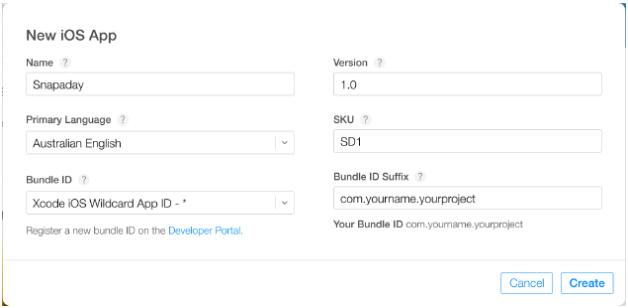 New iOS App
Name ?
Snapaday
Version ?
1.0
Primary Language ?
Australian English
SKU ?
SD1
Bundle ID ?
Xcode iOS Wildcard App ID - *
Register a new bundle ID on the Developer Portal.
Bundle ID Suffix ?
com.yourname.yourproject
Your Bundle ID com.yourname.yourproject
Cancel
Create